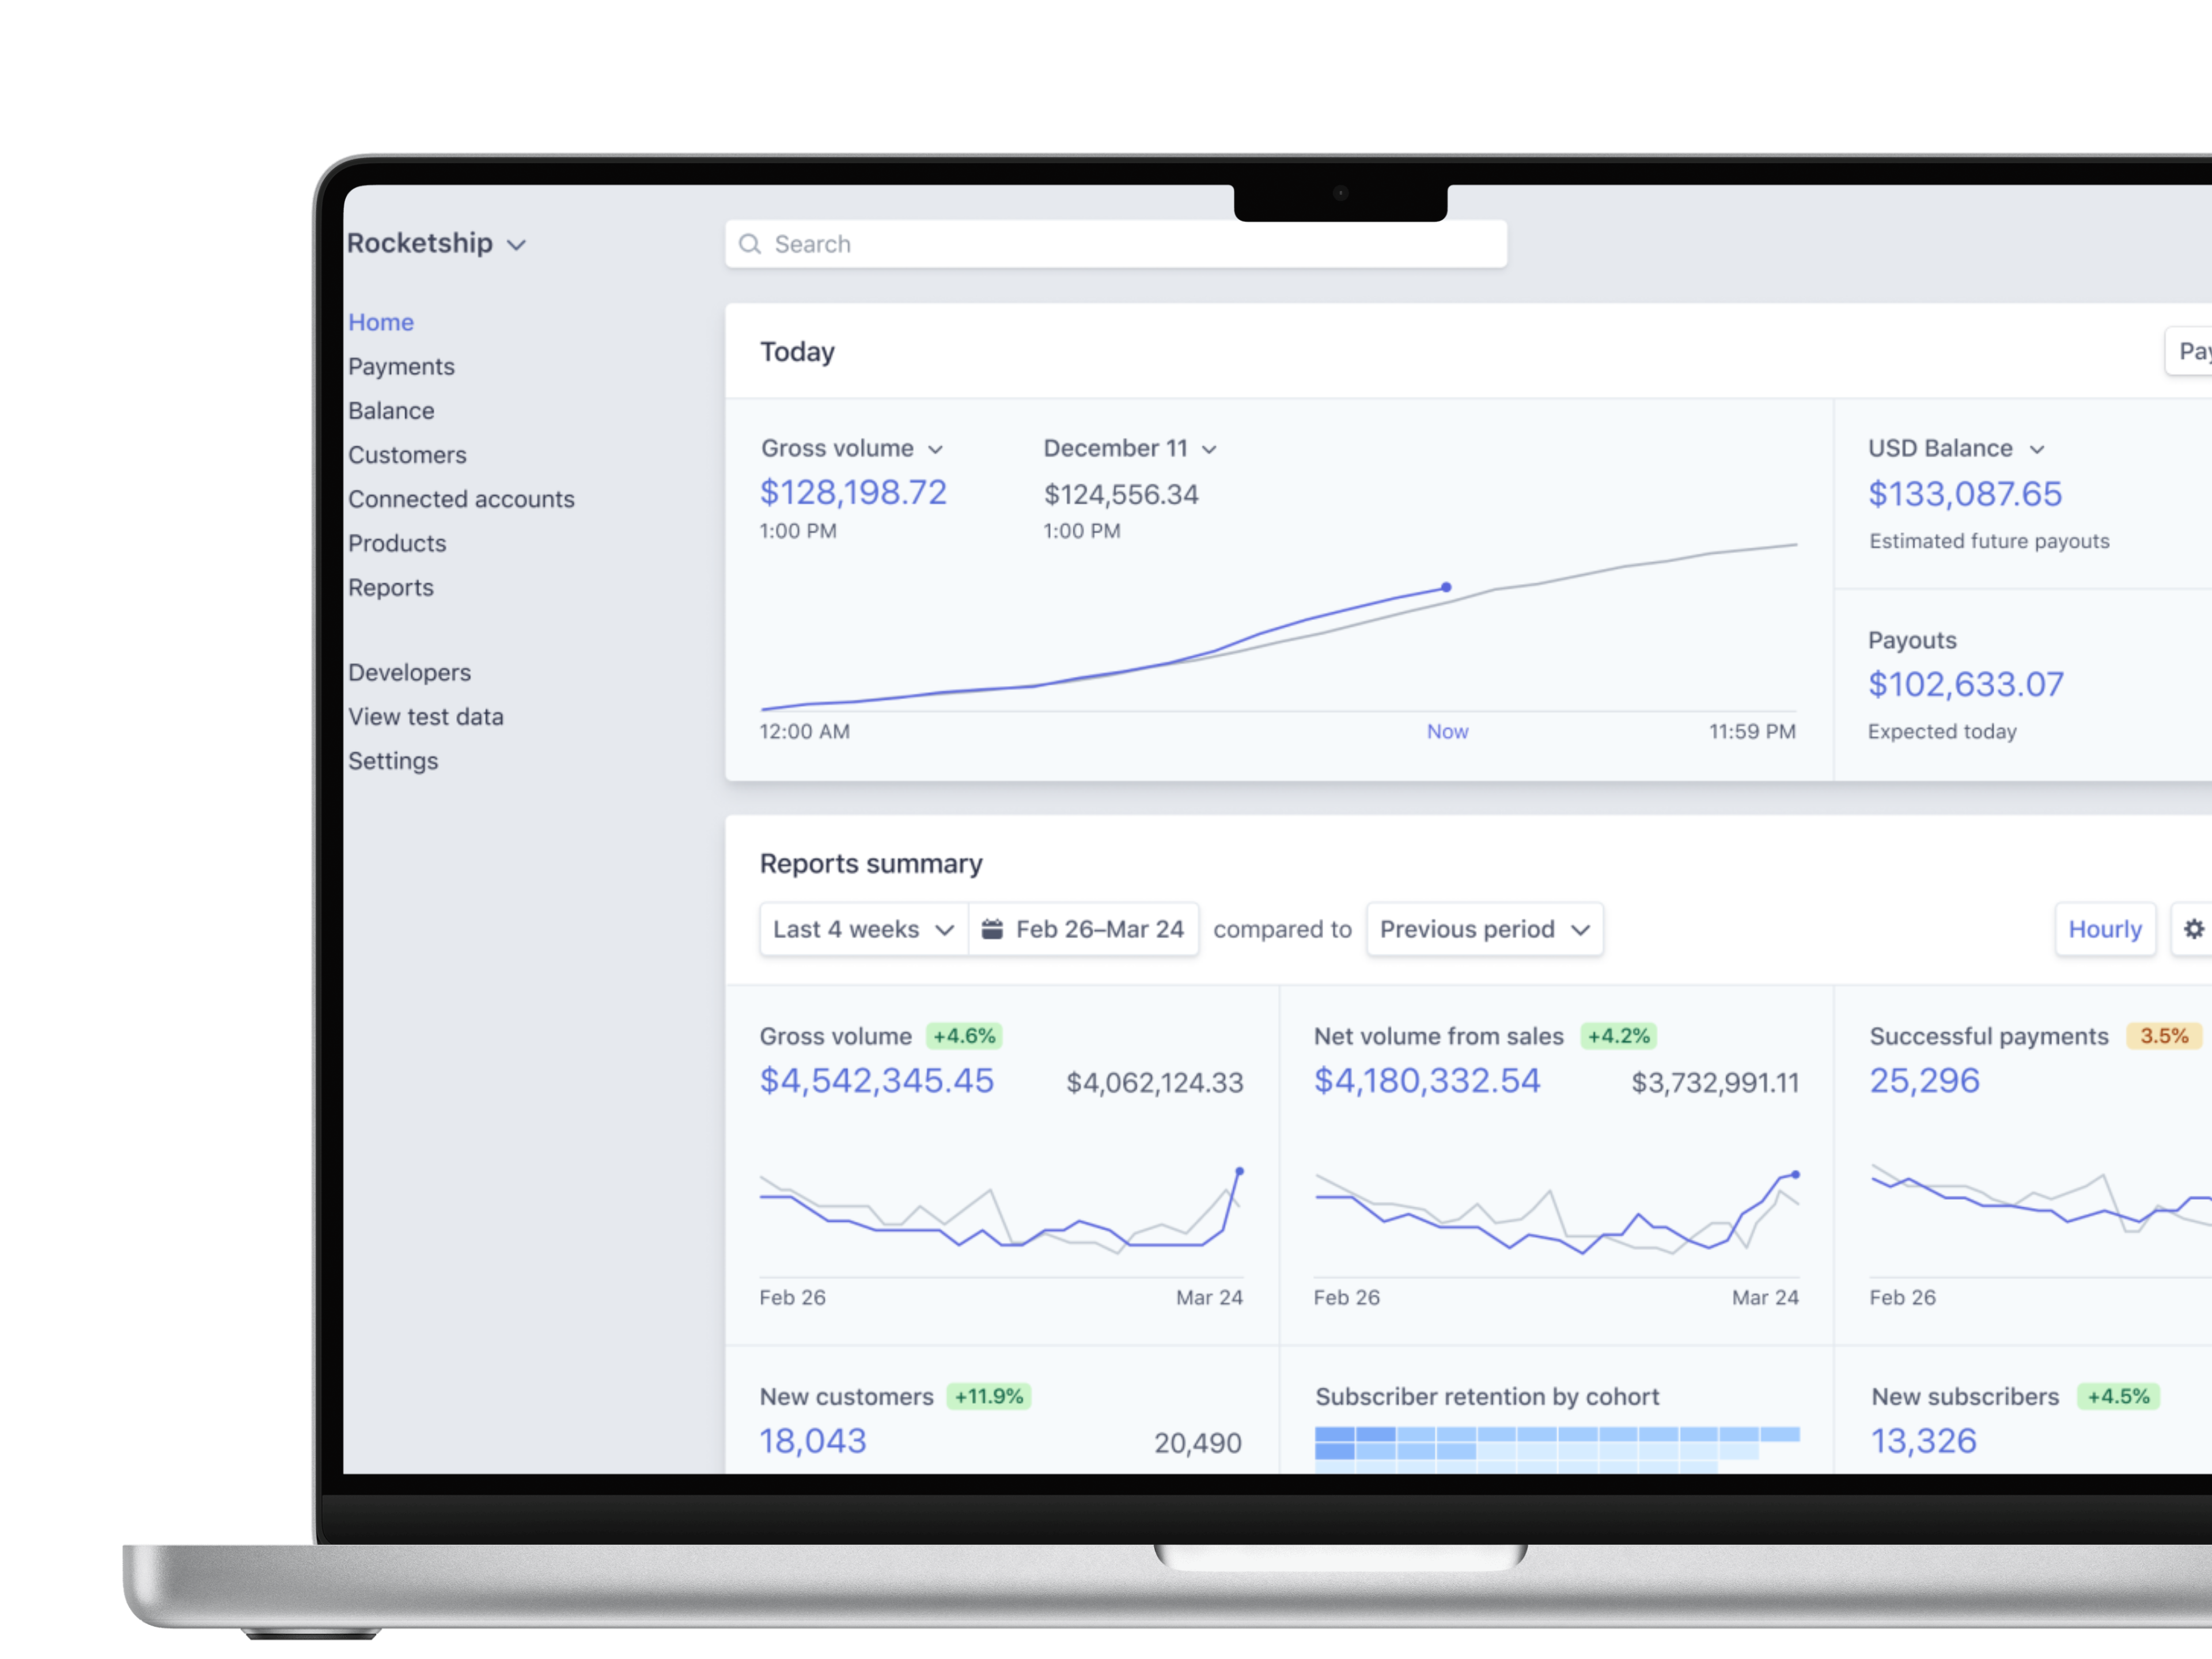 Rocketship
Search
Home
Payments
Balance
Customers
Connected accounts
Products
Reports
Developers
View test data
Settings
Today
Gross volume
$128,198.72
1:00 PM
December 11
$124,556.34
1:00 PM
12:00 AM
Now
11:59 PM
USD Balance
$133,087.65
Estimated future payouts
Payouts
$102,633.07
Expected today
Reports summary
Last 4 weeks
Feb 26–Mar 24
compared to
Previous period
Hourly
Gross volume +4.6%
$4,542,345.45 $4,062,124.33
Feb 26 Mar 24
Net volume from sales +4.2%
$4,180,332.54 $3,732,991.11
Feb 26 Mar 24
Successful payments 3.5%
25,296
Feb 26
New customers +11.9%
18,043 20,490
Subscriber retention by cohort
New subscribers +4.5%
13,326